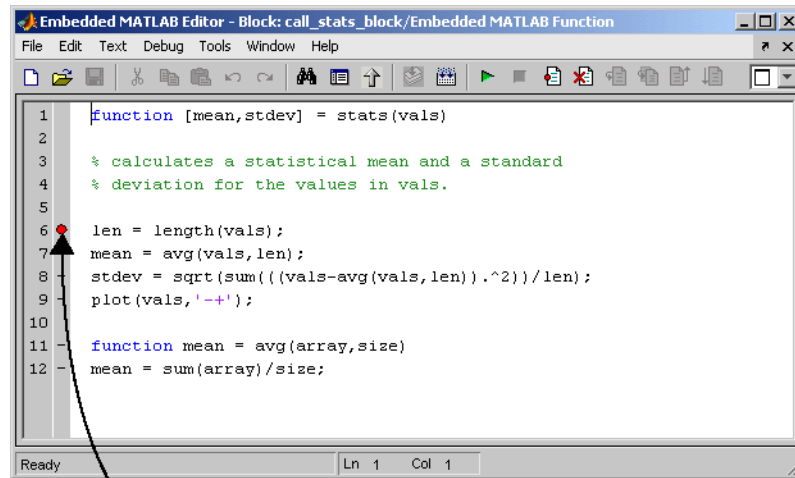 Embedded MATLAB Editor - Block: call_stats_block/Embedded MATLAB Function
File Edit Text Debug Tools Window Help
1 function [mean,stdev] = stats(vals)
2
3 % calculates a statistical mean and a standard
4 % deviation for the values in vals.
5
6 len = length(vals);
7 mean = avg(vals,len);
8 - stdev = sqrt(sum(((vals-avg(vals,len)).^2))/len);
9 - plot(vals,'-+');
10
11 - function mean = avg(array,size)
12 - mean = sum(array)/size;
Ready Ln 1 Col 1